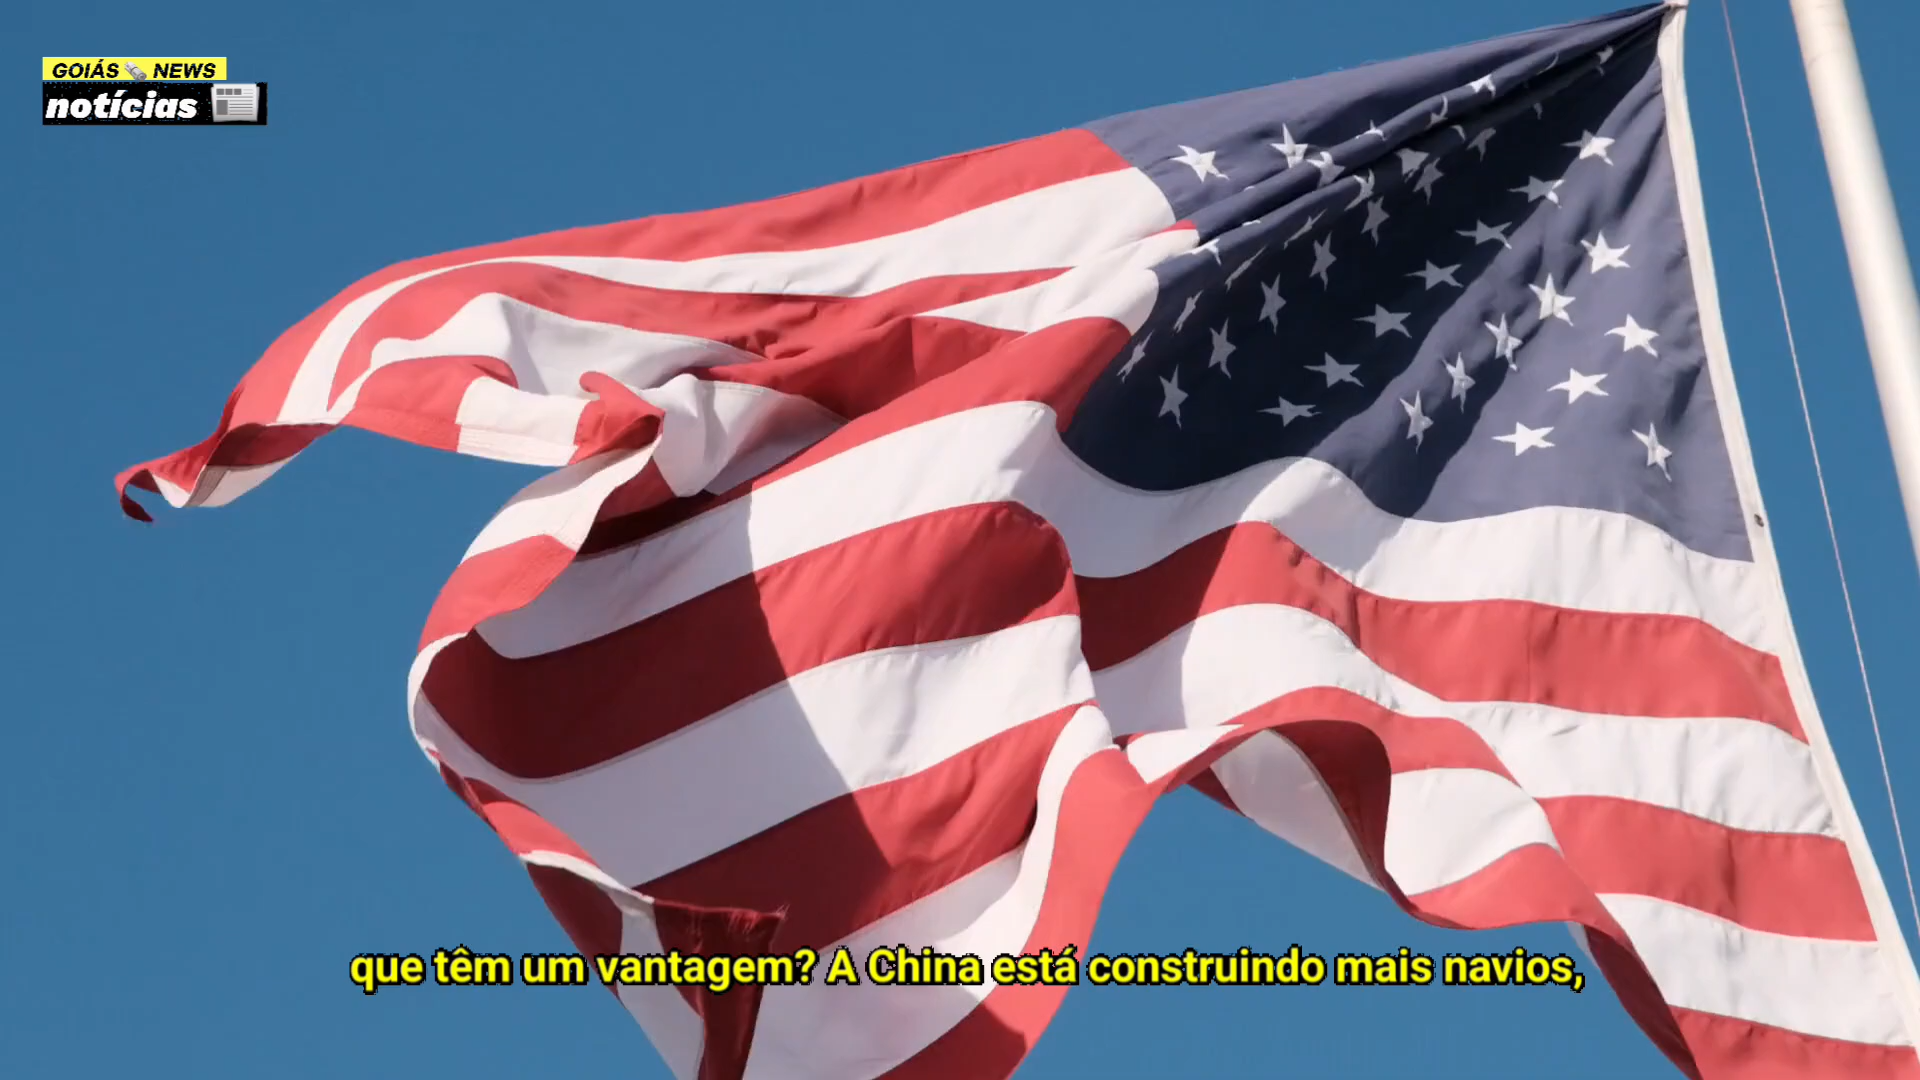 GOIÁS NEWS
notícias
que têm um vantagem? A China está construindo mais navios,